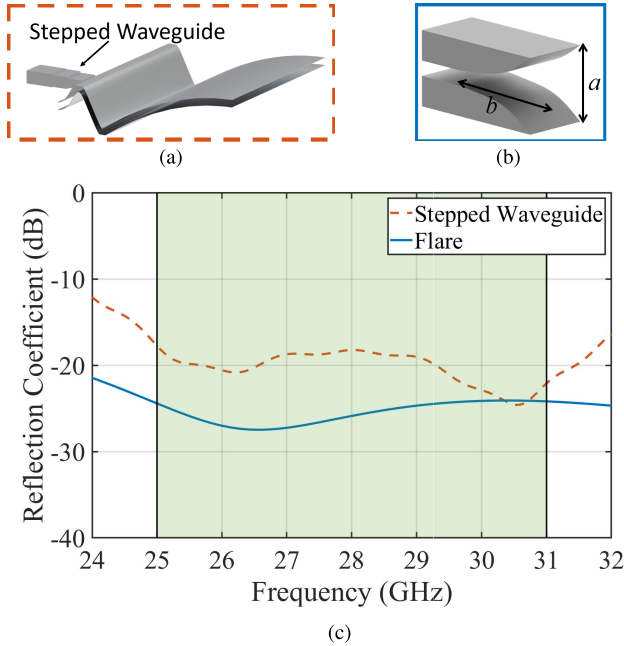 Stepped Waveguide
(a)
a
b
(b)
Stepped Waveguide
Flare
Reflection Coefficient (dB)
0
-10
-20
-30
-40
24 25 26 27 28 29 30 31 32
Frequency (GHz)
(c)